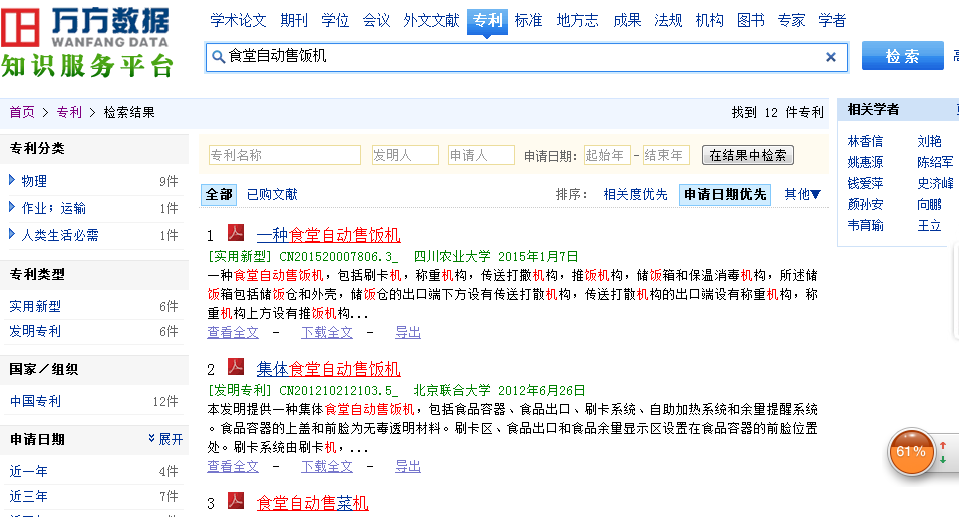 万方数据
WANFANG DATA
知识服务平台
学术论文 期刊 学位 会议 外文文献 专利 标准 地方志 成果 法规 机构 图书 专家 学者
食堂自动售饭机
检索
首页 > 专利 > 检索结果
找到 12 件专利
专利分类
物理 9件
作业；运输 1件
人类生活必需 1件
专利类型
实用新型 6件
发明专利 6件
国家／组织
中国专利 12件
申请日期 展开
近一年 4件
近三年 7件
专利名称 发明人 申请人 申请日期: 起始年 - 结束年 在结果中检索
全部 已购文献 排序: 相关度优先 申请日期优先 其他▼
1 一种食堂自动售饭机
[实用新型] CN201520007806.3_ 四川农业大学 2015年1月7日
一种食堂自动售饭机，包括刷卡机，称重机构，传送打撒机构，推饭机构，储饭箱和保温消毒机构，所述储
饭箱包括储饭仓和外壳，储饭仓的出口端下方设有传送打散机构，传送打散机构的出口端设有称重机构，称
重机构上方设有推饭机构...
查看全文 - 下载全文 - 导出
2 集体食堂自动售饭机
[发明专利] CN201210212103.5_ 北京联合大学 2012年6月26日
本发明提供一种集体食堂自动售饭机，包括食品容器、食品出口、刷卡系统、自助加热系统和余量提醒系统
。食品容器的上盖和前脸为无毒透明材料。刷卡区、食品出口和食品余量显示区设置在食品容器的前脸位置
处。刷卡系统由刷卡机，...
查看全文 - 下载全文 - 导出
3 食堂自动售菜机
相关学者
林香信 刘艳
姚惠源 陈绍军
钱爱萍 史济峰
颜孙安 向鹏
韦育瑜 王立
61%